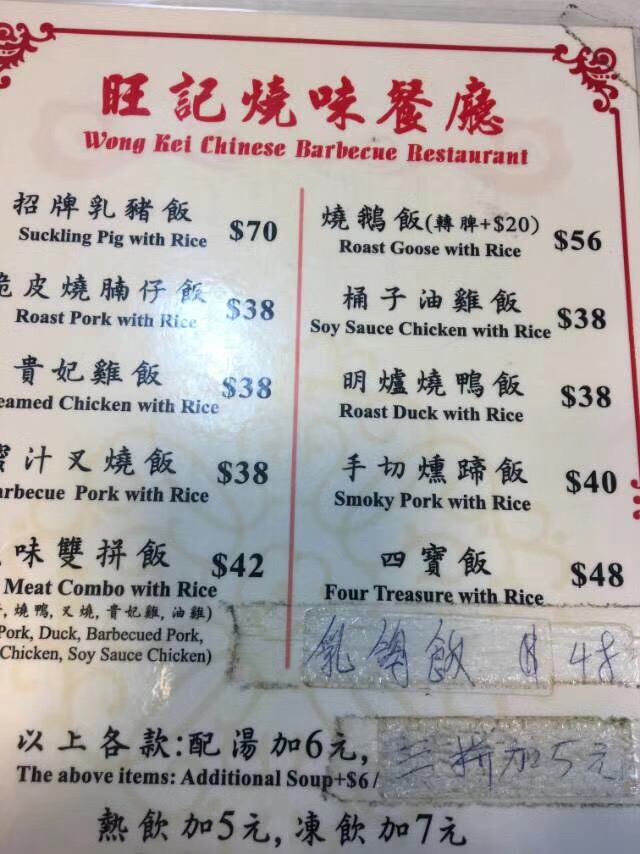 旺記燒味餐廳
Wong Kei Chinese Barbecue Restaurant
招牌乳豬飯 $70
Suckling Pig with Rice
脆皮燒腩仔飯 $38
Roast Pork with Rice
貴妃雞飯 $38
eamed Chicken with Rice
汁叉燒飯 $38
arbecue Pork with Rice
味雙拼飯 $42
Meat Combo with Rice
, 燒鴨, 叉燒, 貴妃雞, 油雞)
Pork, Duck, Barbecued Pork,
Chicken, Soy Sauce Chicken)
燒鵝飯(轉脾+$20) $56
Roast Goose with Rice
桶子油雞飯 $38
Soy Sauce Chicken with Rice
明爐燒鴨飯 $38
Roast Duck with Rice
手切燻蹄飯 $40
Smoky Pork with Rice
四寶飯 $48
Four Treasure with Rice
乳鴿飯 $ 48
以上各款:配湯加6元, 三拼加5元
The above items: Additional Soup+$6/
熱飲加5元, 凍飲加7元